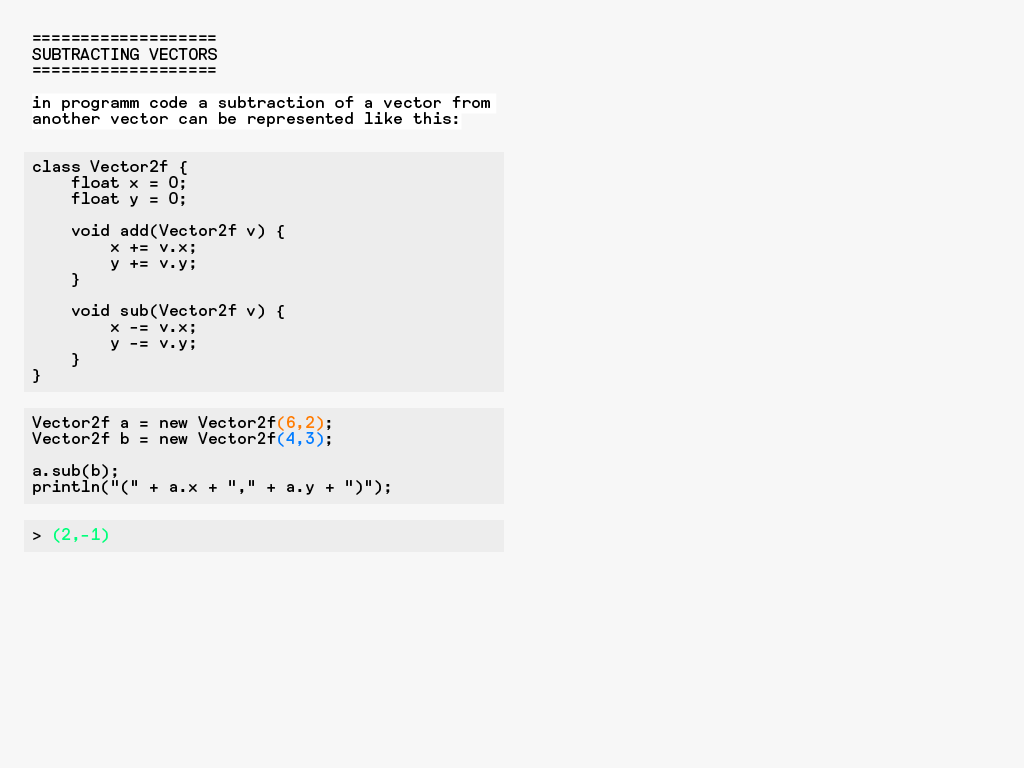 ===================
SUBTRACTING VECTORS
===================
in programm code a subtraction of a vector from
another vector can be represented like this:
class Vector2f {
    float x = 0;
    float y = 0;
    void add(Vector2f v) {
        x += v.x;
        y += v.y;
    }
    void sub(Vector2f v) {
        x -= v.x;
        y -= v.y;
    }
}
Vector2f a = new Vector2f(6,2);
Vector2f b = new Vector2f(4,3);
a.sub(b);
println("(" + a.x + "," + a.y + ")");
> (2,-1)